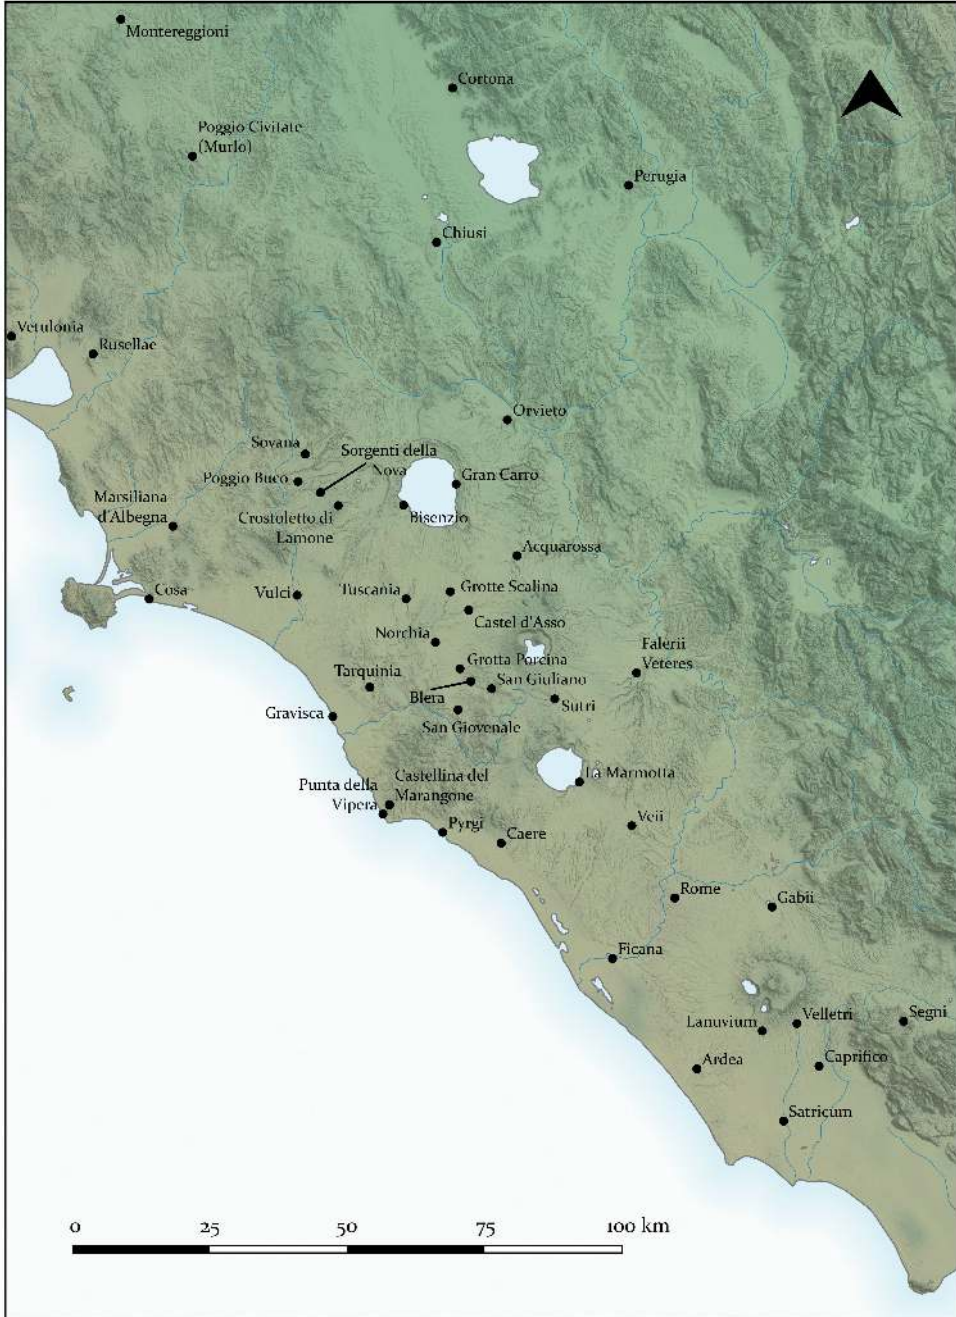 Montereggioni
Cortona
Poggio Civitate
(Murlo)
Perugia
Chiusi
Vetulonia
Rusellae
Orvieto
Sovana
Sorgenti della
Nova
Poggio Buco
Gran Carro
Marsiliana
d'Albegna
Crostoletto di
Lamone
Bisenzio
Acquarossa
Cosa
Vulci
Tuscania
Grotte Scalina
Castel d'Asso
Norchia
Falerii
Veteres
Grotta Porcina
Tarquinia
San Giuliano
Blera
Sutri
Gravisca
San Giovenale
La Marmotta
Punta della
Vipera
Castellina del
Marangone
Pyrgi
Caere
Veii
Rome
Gabii
Ficana
Lanuvium
Velletri
Segni
Ardea
Caprifico
Satricum
0 25 50 75 100 km